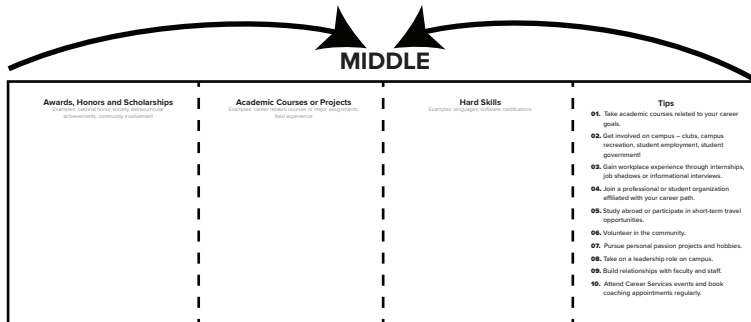 MIDDLE
Awards, Honors and Scholarships
Examples: national honor society, extracurricular
achievements, community involvement
Academic Courses or Projects
Examples: career related courses or major assignments,
field experience
Hard Skills
Examples: languages, software, certifications
Tips
01. Take academic courses related to your career
goals.
02. Get involved on campus – clubs, campus
recreation, student employment, student
government!
03. Gain workplace experience through internships,
job shadows or informational interviews.
04. Join a professional or student organization
affiliated with your career path.
05. Study abroad or participate in short-term travel
opportunities.
06. Volunteer in the community.
07. Pursue personal passion projects and hobbies.
08. Take on a leadership role on campus.
09. Build relationships with faculty and staff.
10. Attend Career Services events and book
coaching appointments regularly.